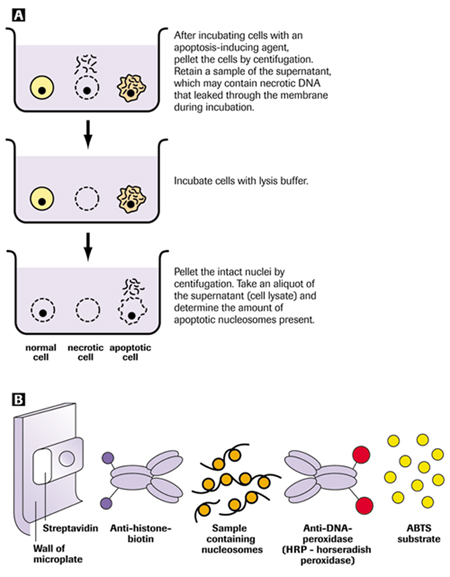 A
After incubating cells with an
apoptosis-inducing agent,
pellet the cells by centifugation.
Retain a sample of the supernatant,
which may contain necrotic DNA
that leaked through the membrane
during incubation.
Incubate cells with lysis buffer.
Pellet the intact nuclei by
centifugation. Take an aliquot of
the supernatant (cell lysate) and
determine the amount of
apoptotic nucleosomes present.
normal cell
necrotic cell
apoptotic cell
B
Streptavidin
Wall of
microplate
Anti-histone-
biotin
Sample
containing
nucleosomes
Anti-DNA-
peroxidase
(HRP - horseradish
peroxidase)
ABTS
substrate